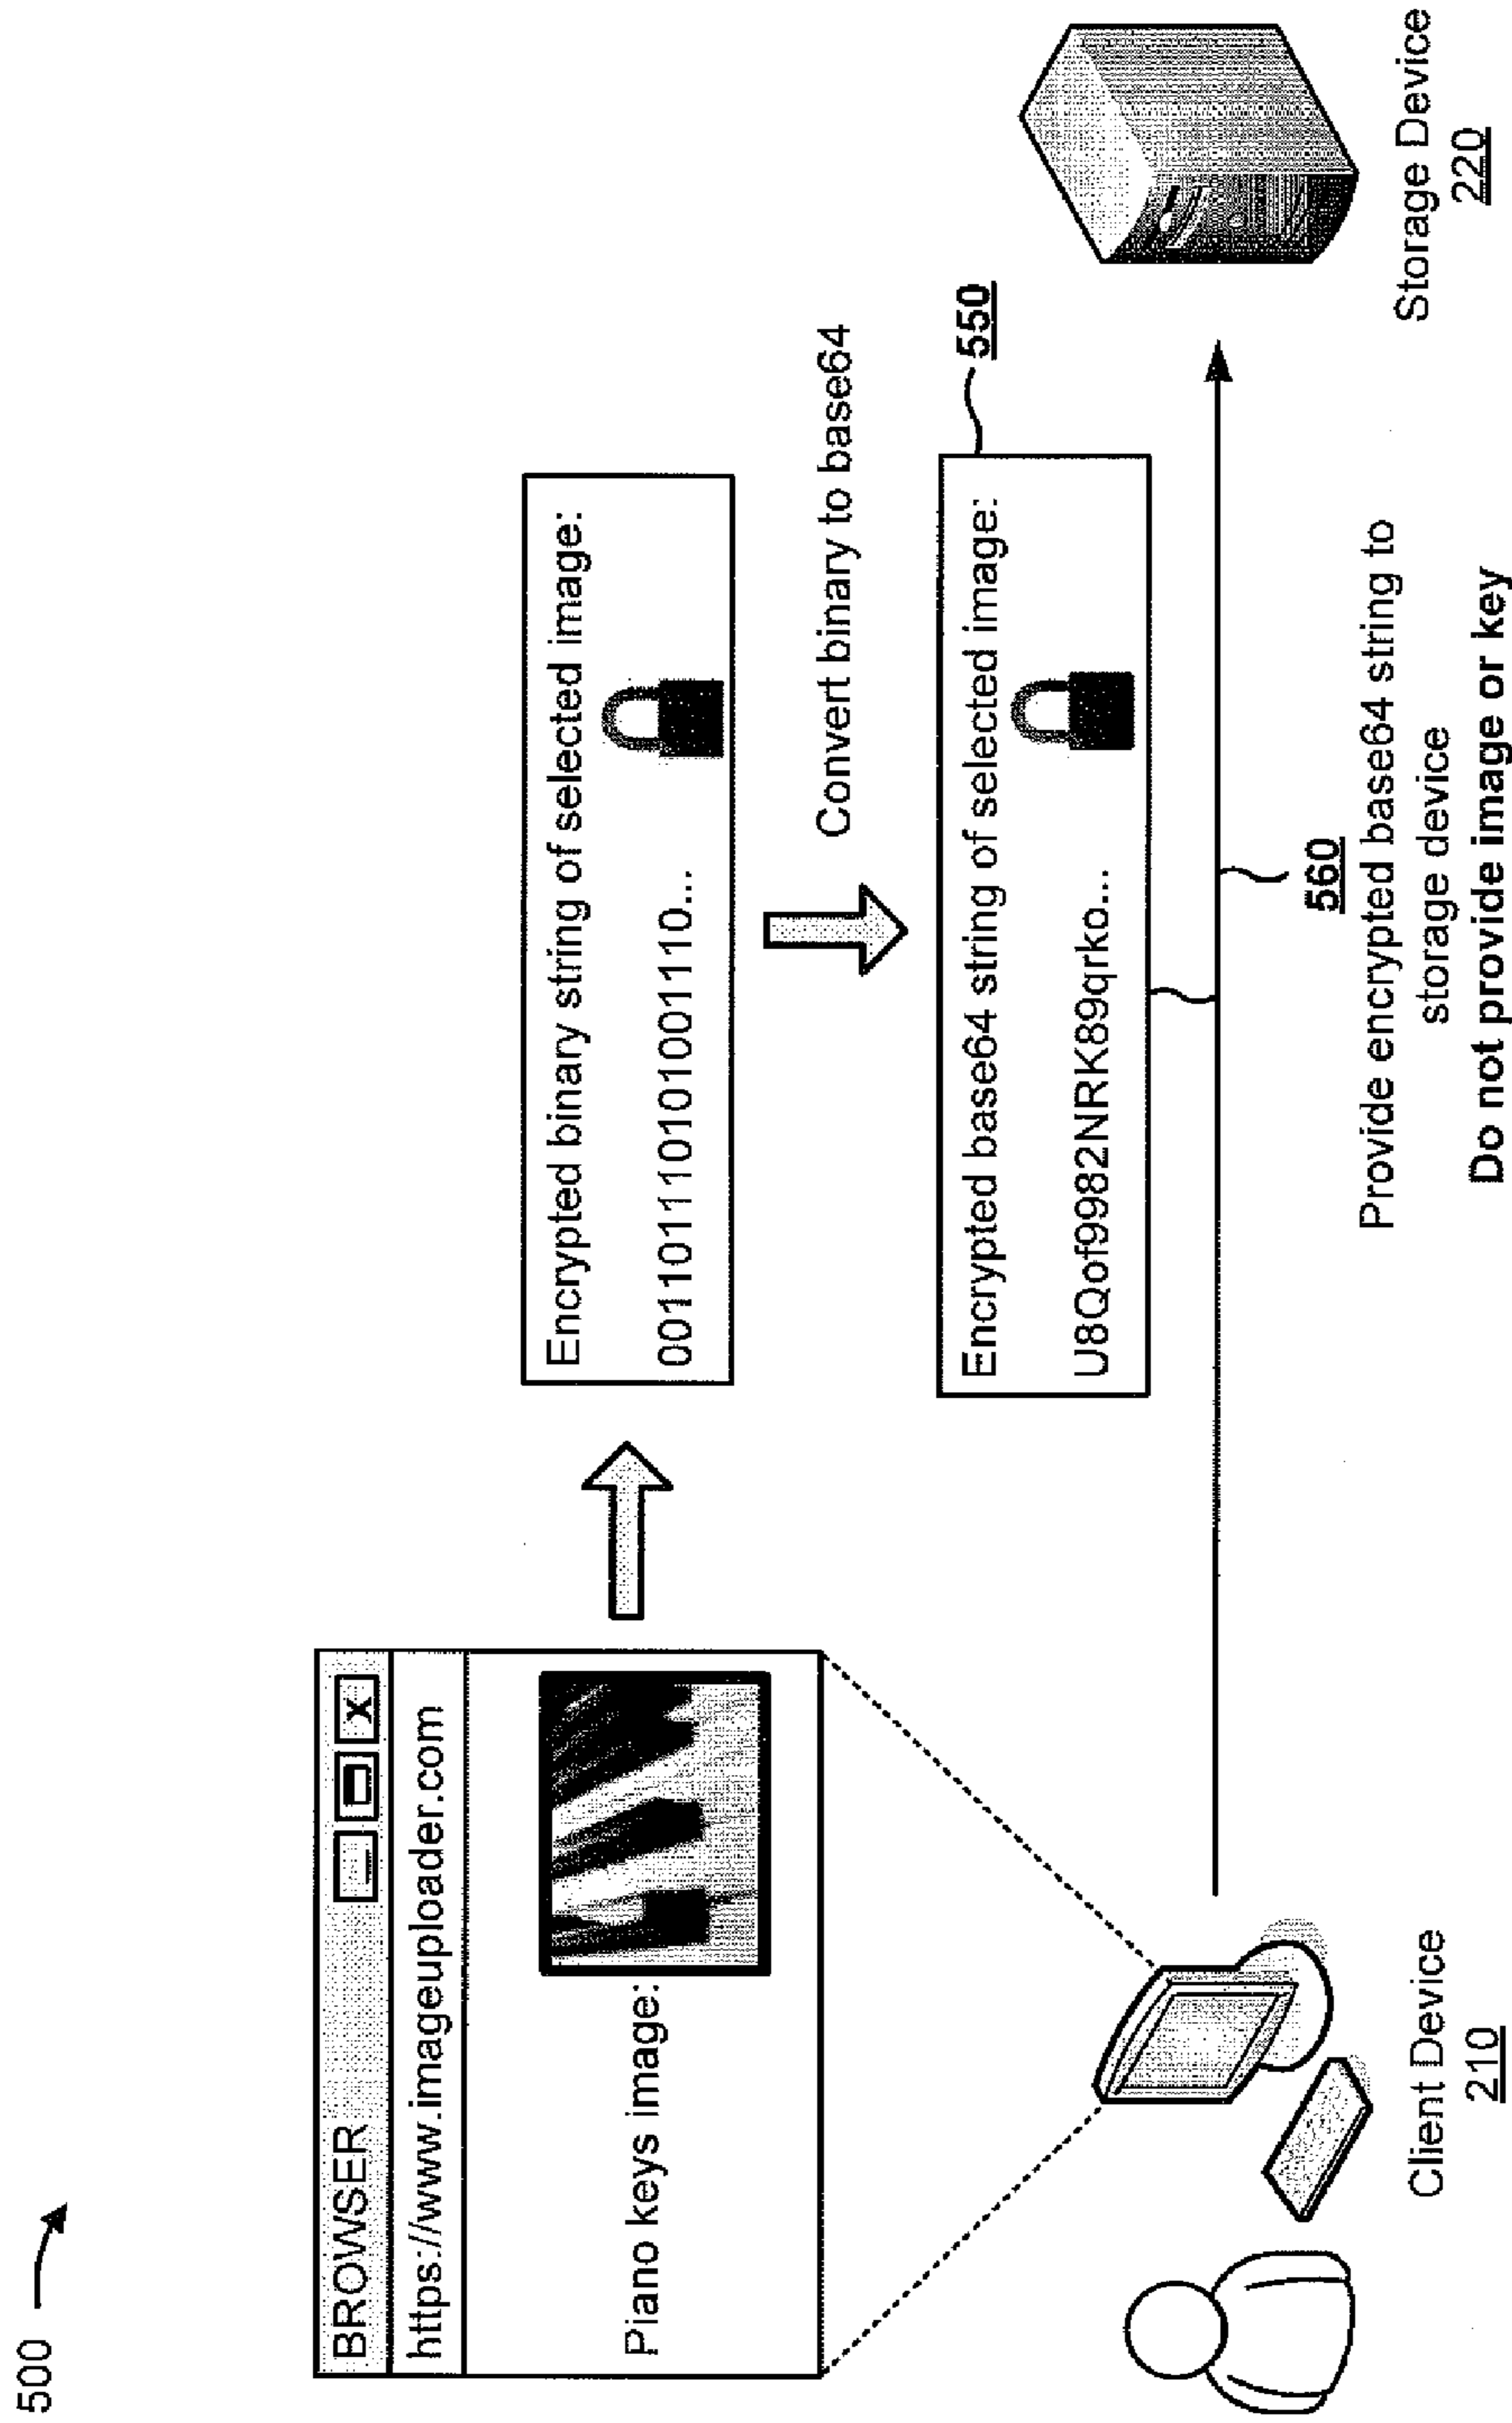 500
BROWSER
X
https://www.imageuploader.com
Piano keys image:
Encrypted binary string of selected image:
001101110101001110...
Convert binary to base64
Encrypted base64 string of selected image:
U8Qof9982NRK89qrko...
550
560
Provide encrypted base64 string to
storage device
Do not provide image or key
Client Device
210
Storage Device
220